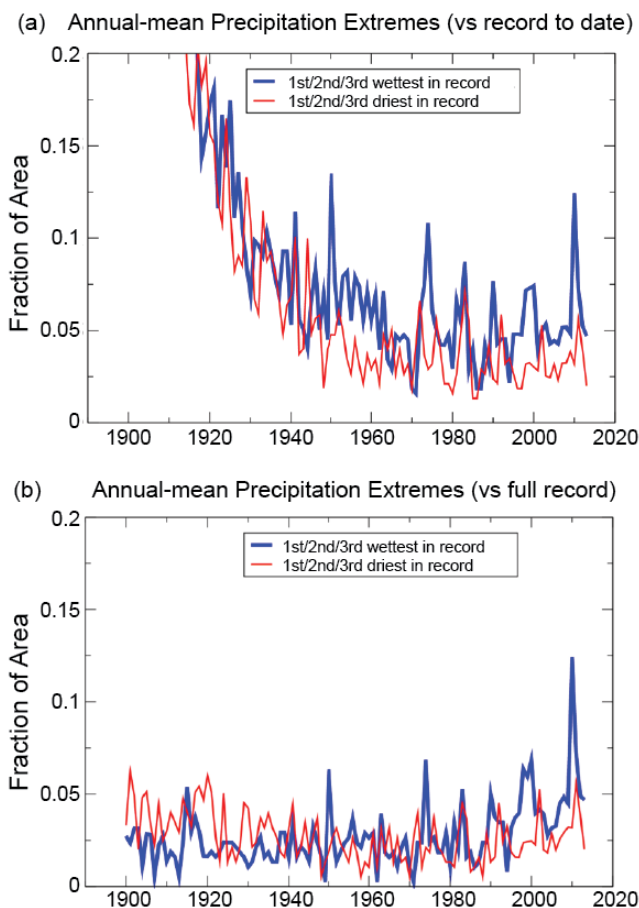 (a) Annual-mean Precipitation Extremes (vs record to date)
0.2
1st/2nd/3rd wettest in record
1st/2nd/3rd driest in record
0.15
0.1
0.05
0
Fraction of Area
1900 1920 1940 1960 1980 2000 2020
(b) Annual-mean Precipitation Extremes (vs full record)
0.2
1st/2nd/3rd wettest in record
1st/2nd/3rd driest in record
0.15
0.1
0.05
0
Fraction of Area
1900 1920 1940 1960 1980 2000 2020